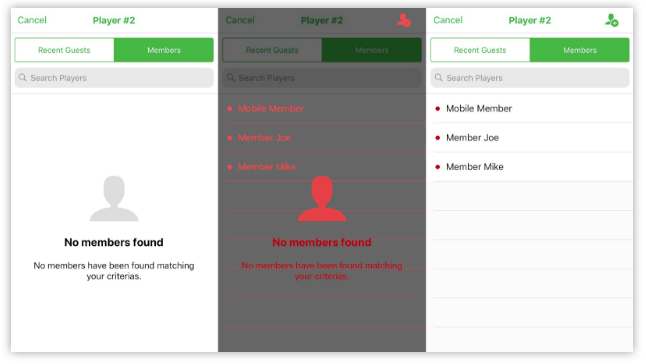 Cancel Player #2
Recent Guests Members
Search Players
No members found
No members have been found matching
your criterias.
Cancel Player #2
Recent Guests Members
Search Players
Mobile Member
Member Joe
Member Mike
No members found
No members have been found matching
your criterias.
Cancel Player #2
Recent Guests Members
Search Players
Mobile Member
Member Joe
Member Mike